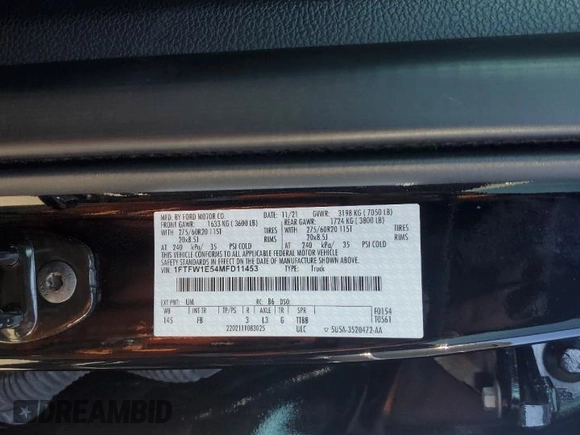 MFD. BY FORD MOTOR CO.
11/21 GVWR: 3198 KG ( 7050 LB)
FRONT GAWR: 1633 KG ( 3600 LB) REAR GAWR: 1724 KG ( 3800 LB)
WITH 275/60R20 115T TIRES WITH 275/60R20 115T TIRES
20x8.5J RIMS 20x8.5J RIMS
AT 240 kPa/ 35 PSI COLD AT 240 kPa/ 35 PSI COLD
THIS VEHICLE CONFORMS TO ALL APPLICABLE FEDERAL MOTOR VEHICLE
SAFETY STANDARDS IN EFFECT ON THE DATE OF MANUFACTURE SHOWN ABOVE.
VIN: 1FTFW1E54MFD11453 TYPE: Truck
EXT PNT: UM RC: B6 DSO:
WB INT TR TP/PS R AXLE TR SPR
145 FB 3 L3 G TTBB
F0154
T0561
2202111083025
ULC
5U5A-3520472-AA
DREAMBID